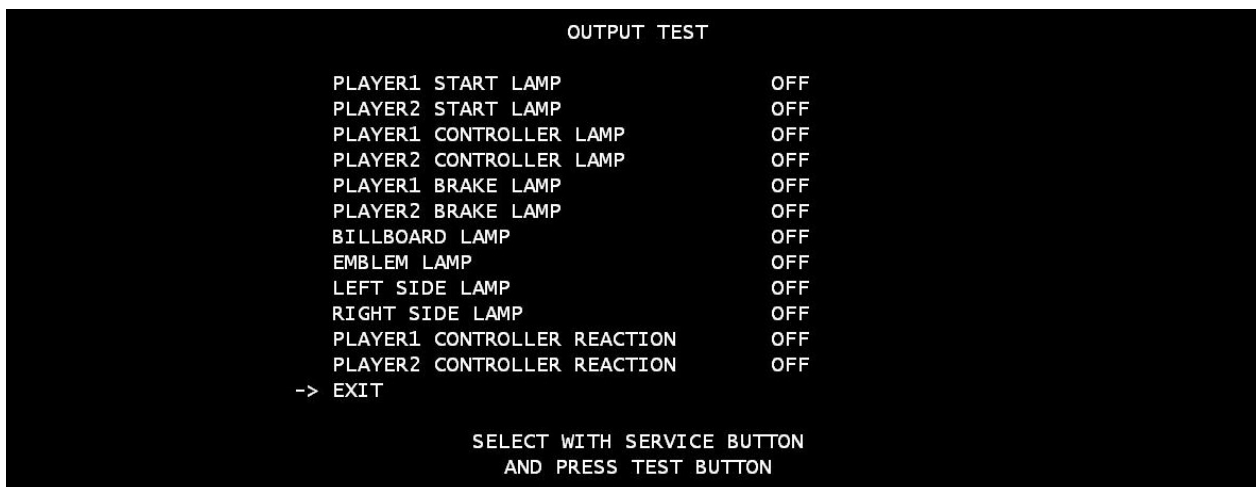 OUTPUT TEST
PLAYER1 START LAMP OFF
PLAYER2 START LAMP OFF
PLAYER1 CONTROLLER LAMP OFF
PLAYER2 CONTROLLER LAMP OFF
PLAYER1 BRAKE LAMP OFF
PLAYER2 BRAKE LAMP OFF
BILLBOARD LAMP OFF
EMBLEM LAMP OFF
LEFT SIDE LAMP OFF
RIGHT SIDE LAMP OFF
PLAYER1 CONTROLLER REACTION OFF
PLAYER2 CONTROLLER REACTION OFF
-> EXIT
SELECT WITH SERVICE BUTTON
AND PRESS TEST BUTTON